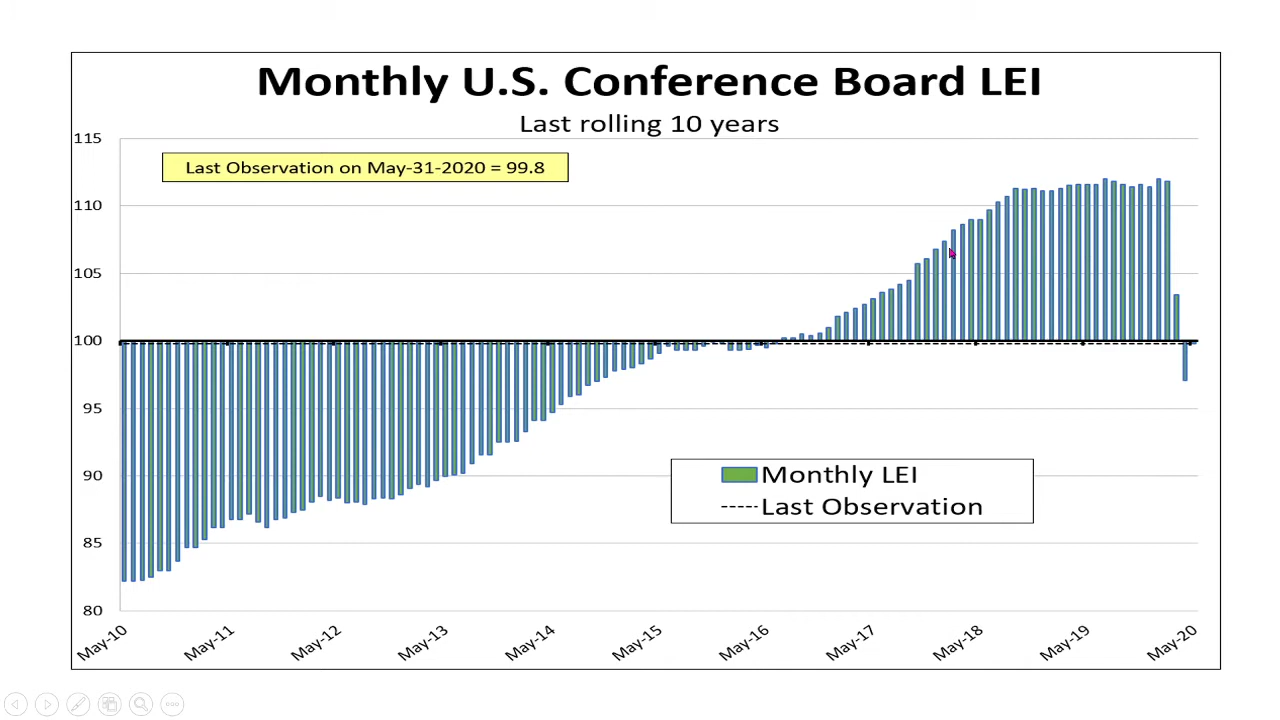 Monthly U.S. Conference Board LEI
Last rolling 10 years
115
Last Observation on May-31-2020 = 99.8
110
105
100
95
90
85
80
Monthly LEI
Last Observation
May-10
May-11
May-12
May-13
May-14
May-15
May-16
May-17
May-18
May-19
May-20